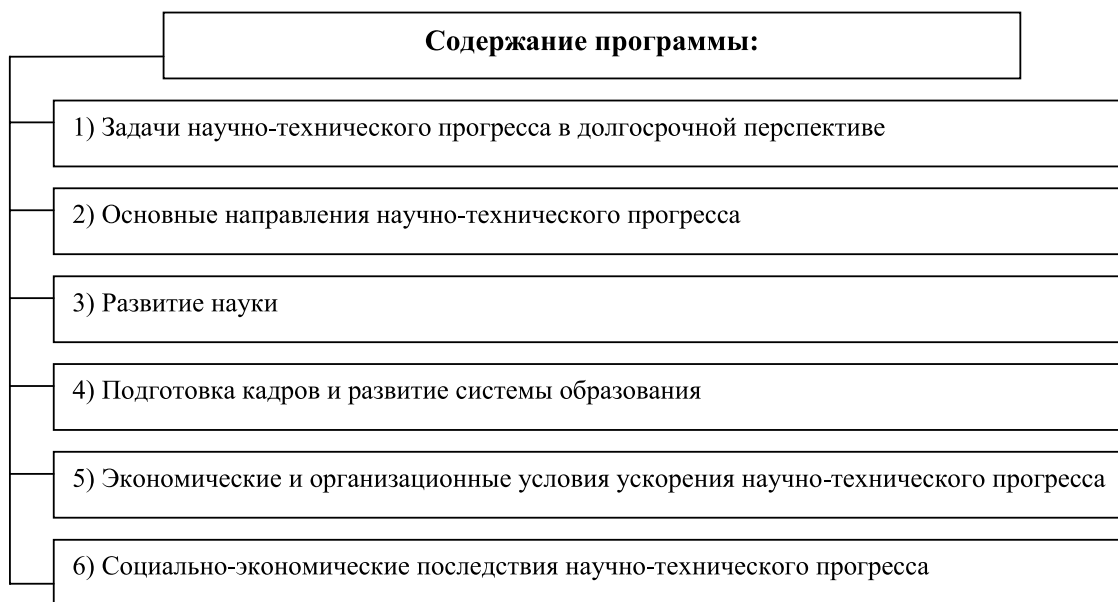 Содержание программы:
1) Задачи научно-технического прогресса в долгосрочной перспективе
2) Основные направления научно-технического прогресса
3) Развитие науки
4) Подготовка кадров и развитие системы образования
5) Экономические и организационные условия ускорения научно-технического прогресса
6) Социально-экономические последствия научно-технического прогресса